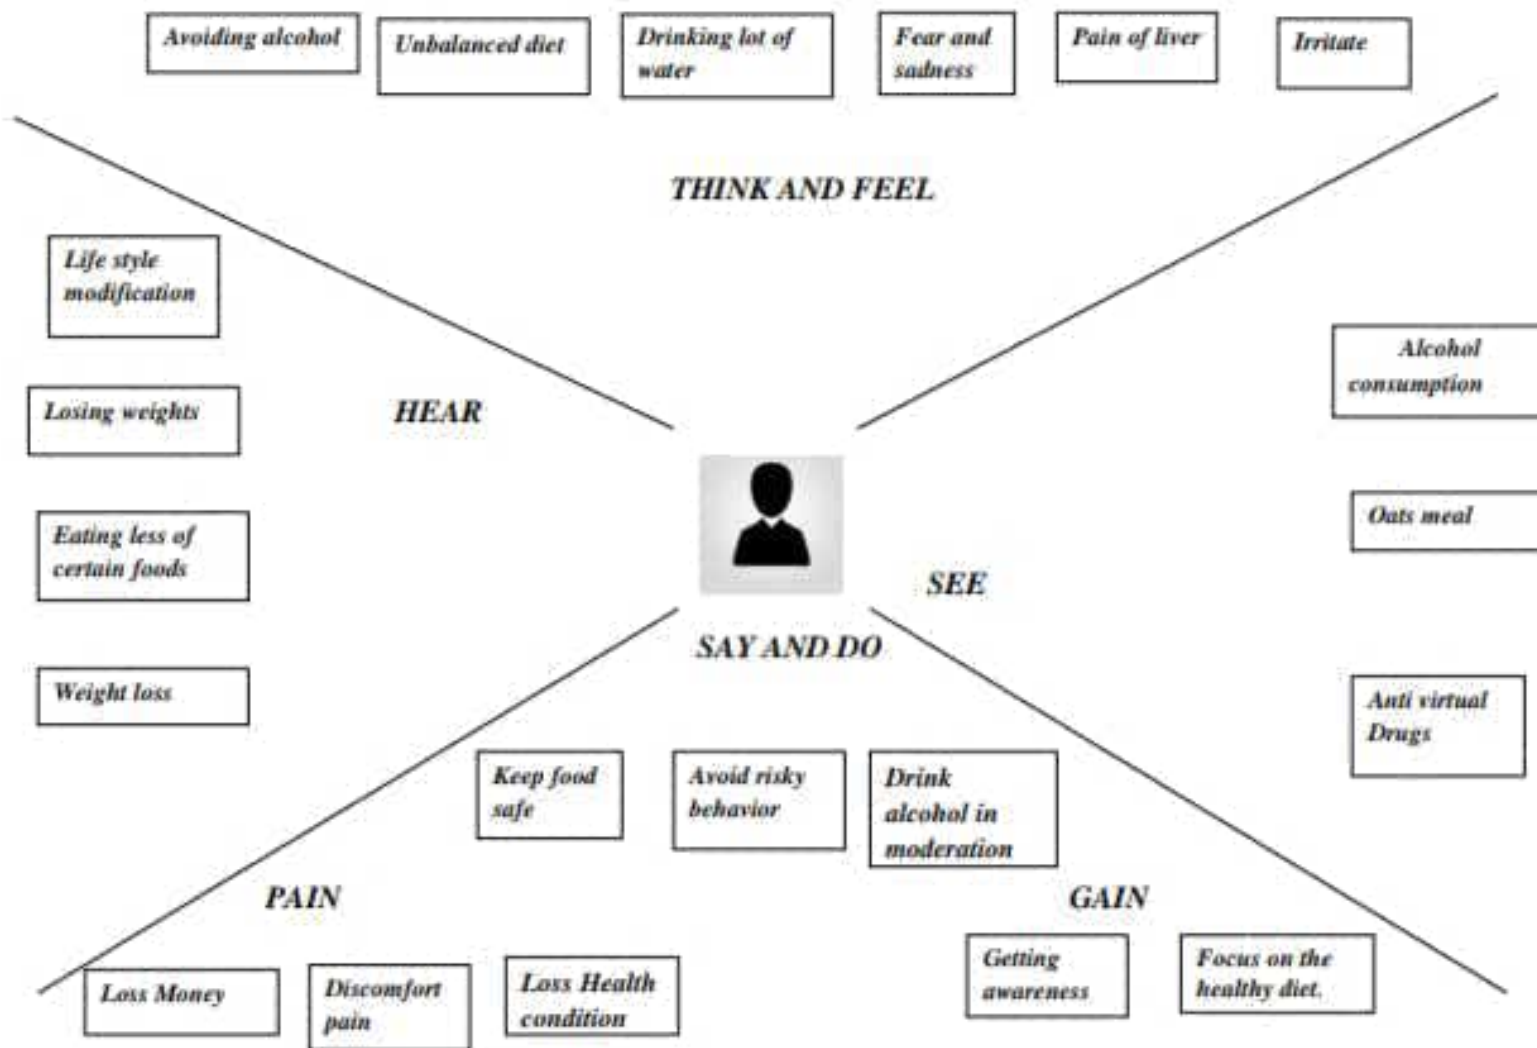 Avoiding alcohol
Unbalanced diet
Drinking lot of
water
Fear and
sadness
Pain of liver
Irritate
THINK AND FEEL
Life style
modification
Losing weights
HEAR
Eating less of
certain foods
Weight loss
Alcohol
consumption
Oats meal
SEE
Anti virtual
Drugs
SAY AND DO
Keep food
safe
Avoid risky
behavior
Drink
alcohol in
moderation
PAIN
Loss Money
Discomfort
pain
Loss Health
condition
GAIN
Getting
awareness
Focus on the
healthy diet.